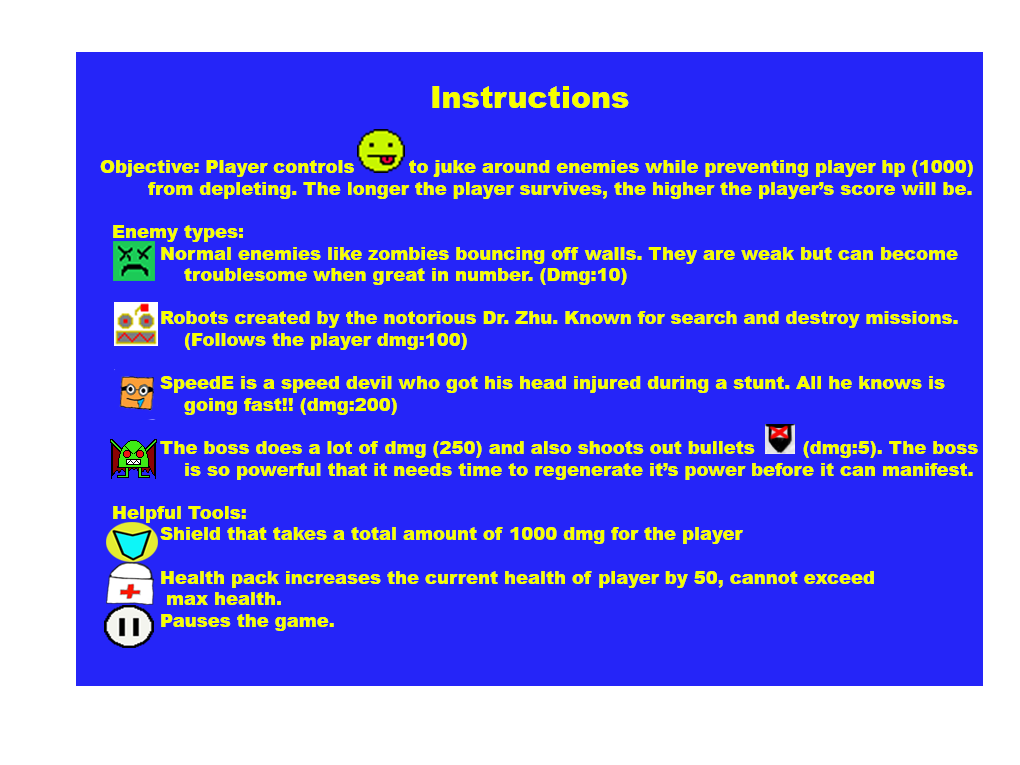 Instructions
Objective: Player controls to juke around enemies while preventing player hp (1000)
from depleting. The longer the player survives, the higher the player’s score will be.
Enemy types:
Normal enemies like zombies bouncing off walls. They are weak but can become
troublesome when great in number. (Dmg:10)
Robots created by the notorious Dr. Zhu. Known for search and destroy missions.
(Follows the player dmg:100)
SpeedE is a speed devil who got his head injured during a stunt. All he knows is
going fast!! (dmg:200)
The boss does a lot of dmg (250) and also shoots out bullets (dmg:5). The boss
is so powerful that it needs time to regenerate it’s power before it can manifest.
Helpful Tools:
Shield that takes a total amount of 1000 dmg for the player
Health pack increases the current health of player by 50, cannot exceed
max health.
Pauses the game.